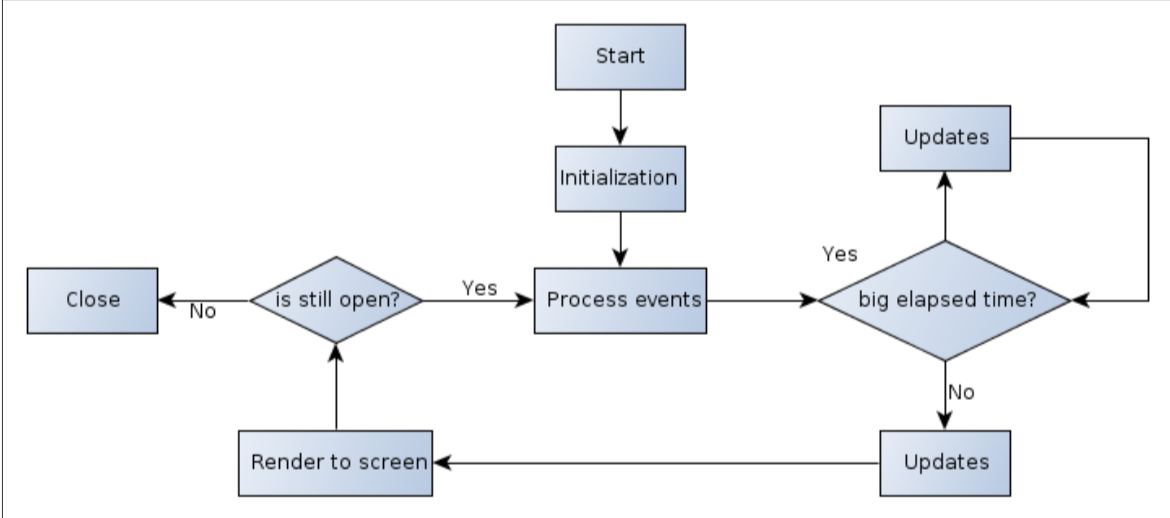 Start
Updates
Initialization
Yes
Close
No
is still open?
Yes
Process events
big elapsed time?
No
Render to screen
Updates